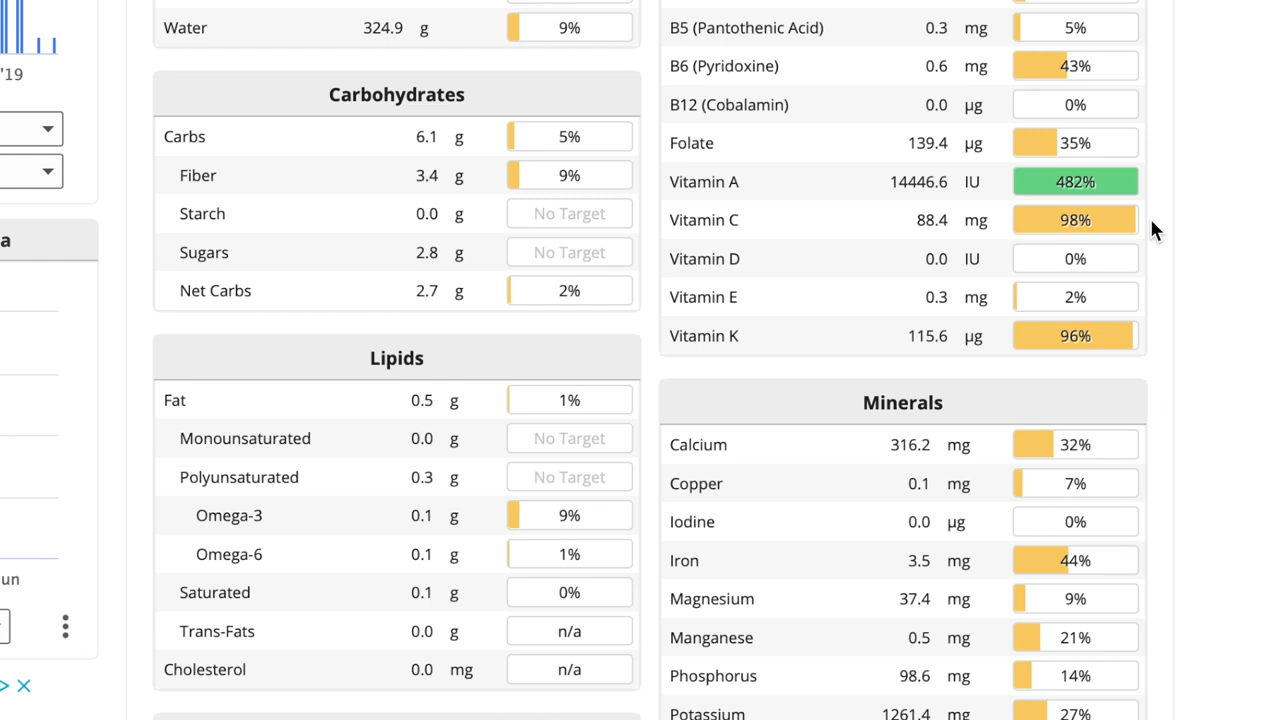 '19
a
un
Water 324.9 g 9%
Carbohydrates
Carbs 6.1 g 5%
Fiber 3.4 g 9%
Starch 0.0 g No Target
Sugars 2.8 g No Target
Net Carbs 2.7 g 2%
Lipids
Fat 0.5 g 1%
Monounsaturated 0.0 g No Target
Polyunsaturated 0.3 g No Target
Omega-3 0.1 g 9%
Omega-6 0.1 g 1%
Saturated 0.1 g 0%
Trans-Fats 0.0 g n/a
Cholesterol 0.0 mg n/a
B5 (Pantothenic Acid) 0.3 mg 5%
B6 (Pyridoxine) 0.6 mg 43%
B12 (Cobalamin) 0.0 µg 0%
Folate 139.4 µg 35%
Vitamin A 14446.6 IU 482%
Vitamin C 88.4 mg 98%
Vitamin D 0.0 IU 0%
Vitamin E 0.3 mg 2%
Vitamin K 115.6 µg 96%
Minerals
Calcium 316.2 mg 32%
Copper 0.1 mg 7%
Iodine 0.0 µg 0%
Iron 3.5 mg 44%
Magnesium 37.4 mg 9%
Manganese 0.5 mg 21%
Phosphorus 98.6 mg 14%
Potassium 1261.4 mg 27%